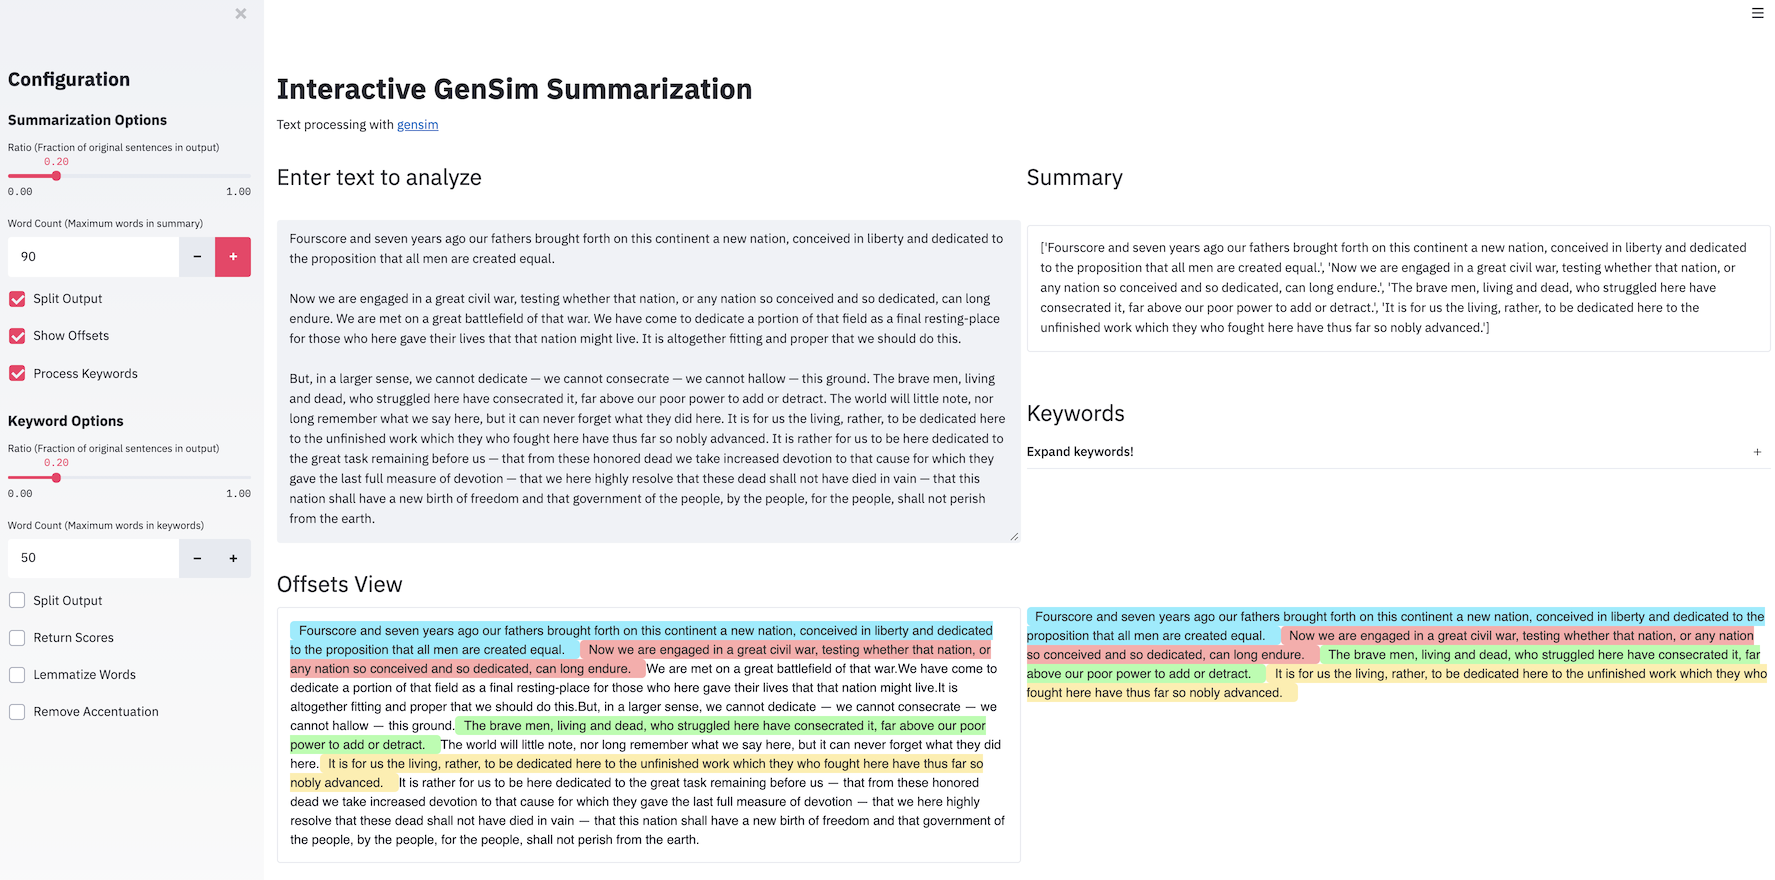 Configuration
Summarization Options
Ratio (Fraction of original sentences in output)
0.20
0.00 1.00
Word Count (Maximum words in summary)
90 − +
Split Output
Show Offsets
Process Keywords
Keyword Options
Ratio (Fraction of original sentences in output)
0.20
0.00 1.00
Word Count (Maximum words in keywords)
50 − +
Split Output
Return Scores
Lemmatize Words
Remove Accentuation
Interactive GenSim Summarization
Text processing with gensim
Enter text to analyze
Fourscore and seven years ago our fathers brought forth on this continent a new nation, conceived in liberty and dedicated to
the proposition that all men are created equal.
Now we are engaged in a great civil war, testing whether that nation, or any nation so conceived and so dedicated, can long
endure. We are met on a great battlefield of that war. We have come to dedicate a portion of that field as a final resting-place
for those who here gave their lives that that nation might live. It is altogether fitting and proper that we should do this.
But, in a larger sense, we cannot dedicate — we cannot consecrate — we cannot hallow — this ground. The brave men, living
and dead, who struggled here have consecrated it, far above our poor power to add or detract. The world will little note, nor
long remember what we say here, but it can never forget what they did here. It is for us the living, rather, to be dedicated here
to the unfinished work which they who fought here have thus far so nobly advanced. It is rather for us to be here dedicated to
the great task remaining before us — that from these honored dead we take increased devotion to that cause for which they
gave the last full measure of devotion — that we here highly resolve that these dead shall not have died in vain — that this
nation shall have a new birth of freedom and that government of the people, by the people, for the people, shall not perish
from the earth.
Summary
['Fourscore and seven years ago our fathers brought forth on this continent a new nation, conceived in liberty and dedicated
to the proposition that all men are created equal.', 'Now we are engaged in a great civil war, testing whether that nation, or
any nation so conceived and so dedicated, can long endure.', 'The brave men, living and dead, who struggled here have
consecrated it, far above our poor power to add or detract.', 'It is for us the living, rather, to be dedicated here to the
unfinished work which they who fought here have thus far so nobly advanced.']
Keywords
Expand keywords! +
Offsets View
Fourscore and seven years ago our fathers brought forth on this continent a new nation, conceived in liberty and dedicated
to the proposition that all men are created equal. Now we are engaged in a great civil war, testing whether that nation, or
any nation so conceived and so dedicated, can long endure. We are met on a great battlefield of that war.We have come to
dedicate a portion of that field as a final resting-place for those who here gave their lives that that nation might live.It is
altogether fitting and proper that we should do this.But, in a larger sense, we cannot dedicate — we cannot consecrate — we
cannot hallow — this ground. The brave men, living and dead, who struggled here have consecrated it, far above our poor
power to add or detract. The world will little note, nor long remember what we say here, but it can never forget what they did
here. It is for us the living, rather, to be dedicated here to the unfinished work which they who fought here have thus far so
nobly advanced. It is rather for us to be here dedicated to the great task remaining before us — that from these honored
dead we take increased devotion to that cause for which they gave the last full measure of devotion — that we here highly
resolve that these dead shall not have died in vain — that this nation shall have a new birth of freedom and that government of
the people, by the people, for the people, shall not perish from the earth.
Fourscore and seven years ago our fathers brought forth on this continent a new nation, conceived in liberty and dedicated to the
proposition that all men are created equal. Now we are engaged in a great civil war, testing whether that nation, or any nation
so conceived and so dedicated, can long endure. The brave men, living and dead, who struggled here have consecrated it, far
above our poor power to add or detract. It is for us the living, rather, to be dedicated here to the unfinished work which they who
fought here have thus far so nobly advanced.